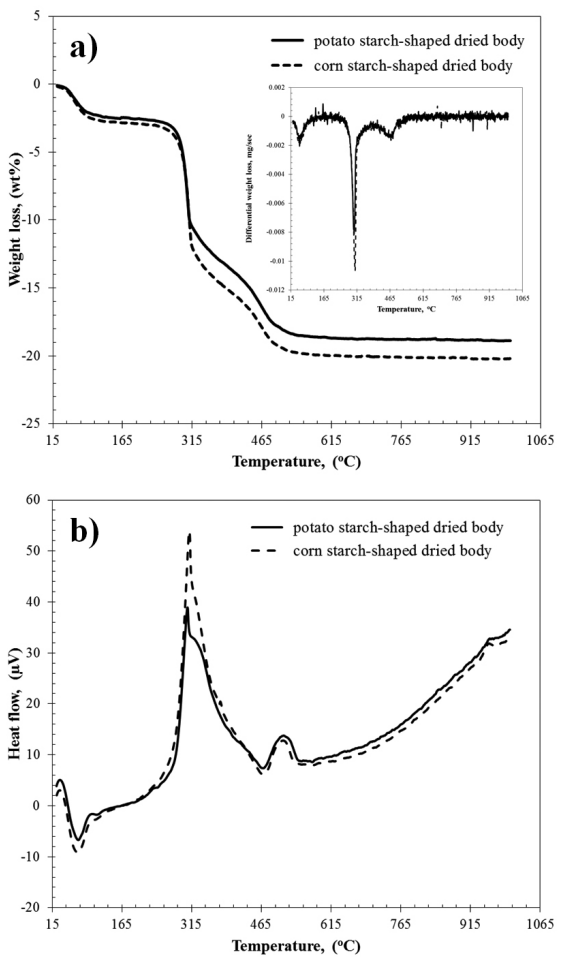 a)
potato starch-shaped dried body
corn starch-shaped dried body
5
0
-5
-10
-15
-20
-25
Weight loss, (wt%)
0.002
0
-0.002
-0.004
-0.006
-0.008
-0.01
-0.012
Differential weight loss, mg/sec
15 165 315 465 615 765 915 1065
Temperature, °C
15 165 315 465 615 765 915 1065
Temperature, (°C)
b)
potato starch-shaped dried body
corn starch-shaped dried body
60
50
40
30
20
10
0
-10
-20
Heat flow, (μV)
15 165 315 465 615 765 915 1065
Temperature, (°C)